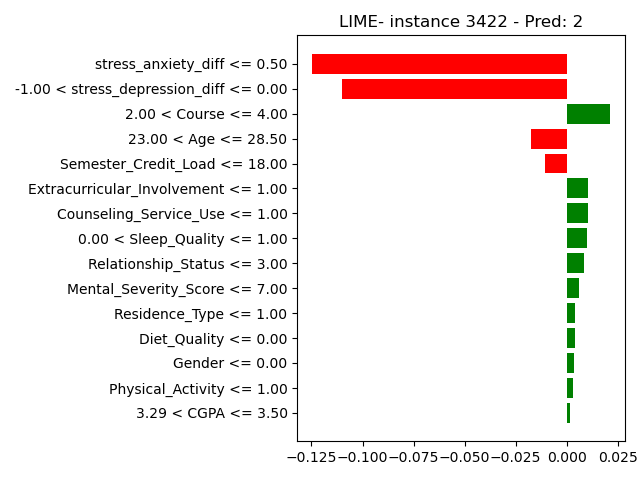 LIME- instance 3422 - Pred: 2
stress_anxiety_diff <= 0.50
-1.00 < stress_depression_diff <= 0.00
2.00 < Course <= 4.00
23.00 < Age <= 28.50
Semester_Credit_Load <= 18.00
Extracurricular_Involvement <= 1.00
Counseling_Service_Use <= 1.00
0.00 < Sleep_Quality <= 1.00
Relationship_Status <= 3.00
Mental_Severity_Score <= 7.00
Residence_Type <= 1.00
Diet_Quality <= 0.00
Gender <= 0.00
Physical_Activity <= 1.00
3.29 < CGPA <= 3.50
−0.125 −0.100 −0.075 −0.050 −0.025 0.000 0.025